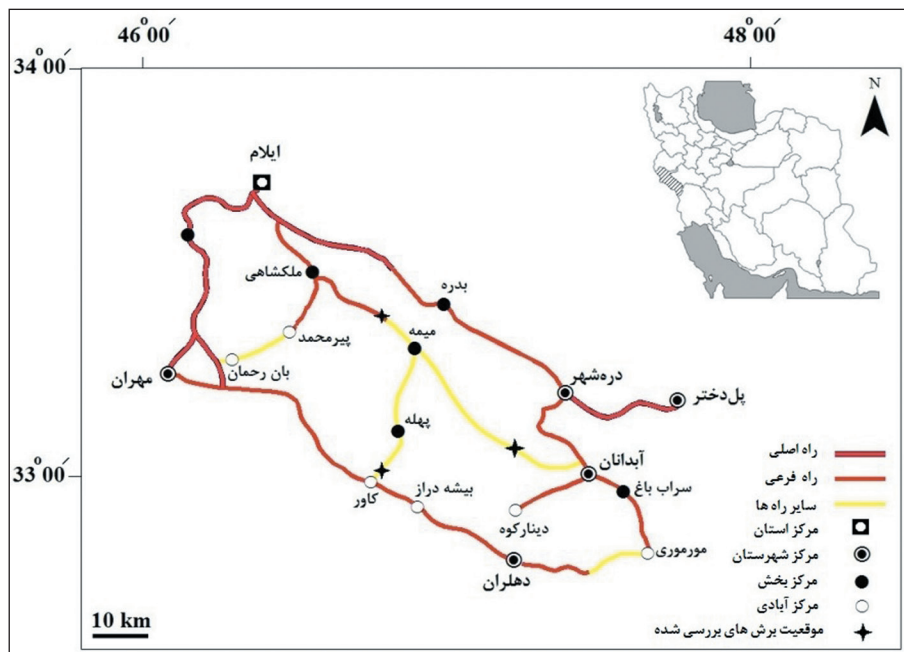 46° 00′
48° 00′
34° 00′
N
ایلام
ملکشاهی
بدره
پیرمحمد
میمه
بان رحمان
مهران
دره‌شهر
پل‌دختر
پهله
آبدانان
33° 00′
کاور
بیشه دراز
سراب باغ
دینارکوه
مورموری
دهلران
راه اصلی
راه فرعی
سایر راه ها
مرکز استان
مرکز شهرستان
مرکز بخش
مرکز آبادی
موقعیت برش های بررسی شده
10 km